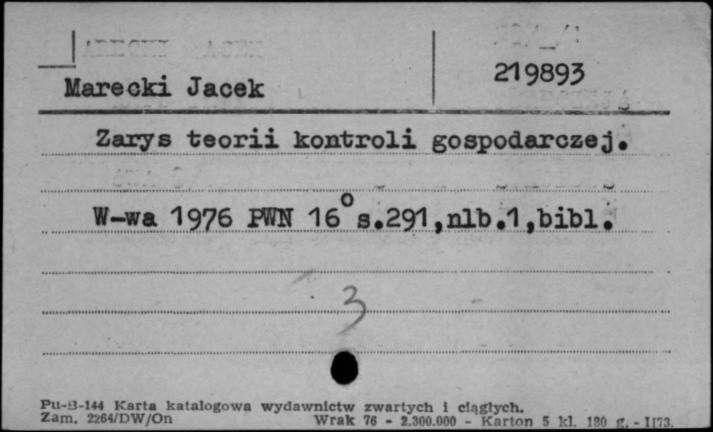 Marecki Jacek
219893
Zarys teorii kontroli gospodarczej.
W-wa 1976 PWN 16° s.291,nlb.1,bibl.
3
Pu-B-144 Karta katalogowa wydawnictw zwartych i ciągłych.
Zam. 2264/DW/On Wrak 76 - 2.300.000 - Karton 5 kl. 180 g. - II73.